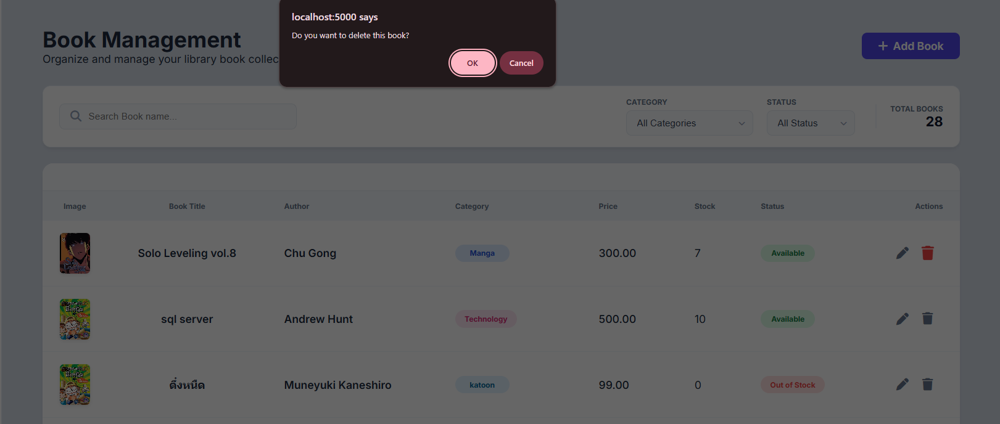 localhost:5000 says
Do you want to delete this book?
OK
Cancel
Book Management
Organize and manage your library book collec
+ Add Book
Search Book name...
CATEGORY
All Categories
STATUS
All Status
TOTAL BOOKS
28
Image Book Title Author Category Price Stock Status Actions
Solo Leveling vol.8 Chu Gong Manga 300.00 7 Available
sql server Andrew Hunt Technology 500.00 10 Available
ตึ๋งหนืด Muneyuki Kaneshiro katoon 99.00 0 Out of Stock